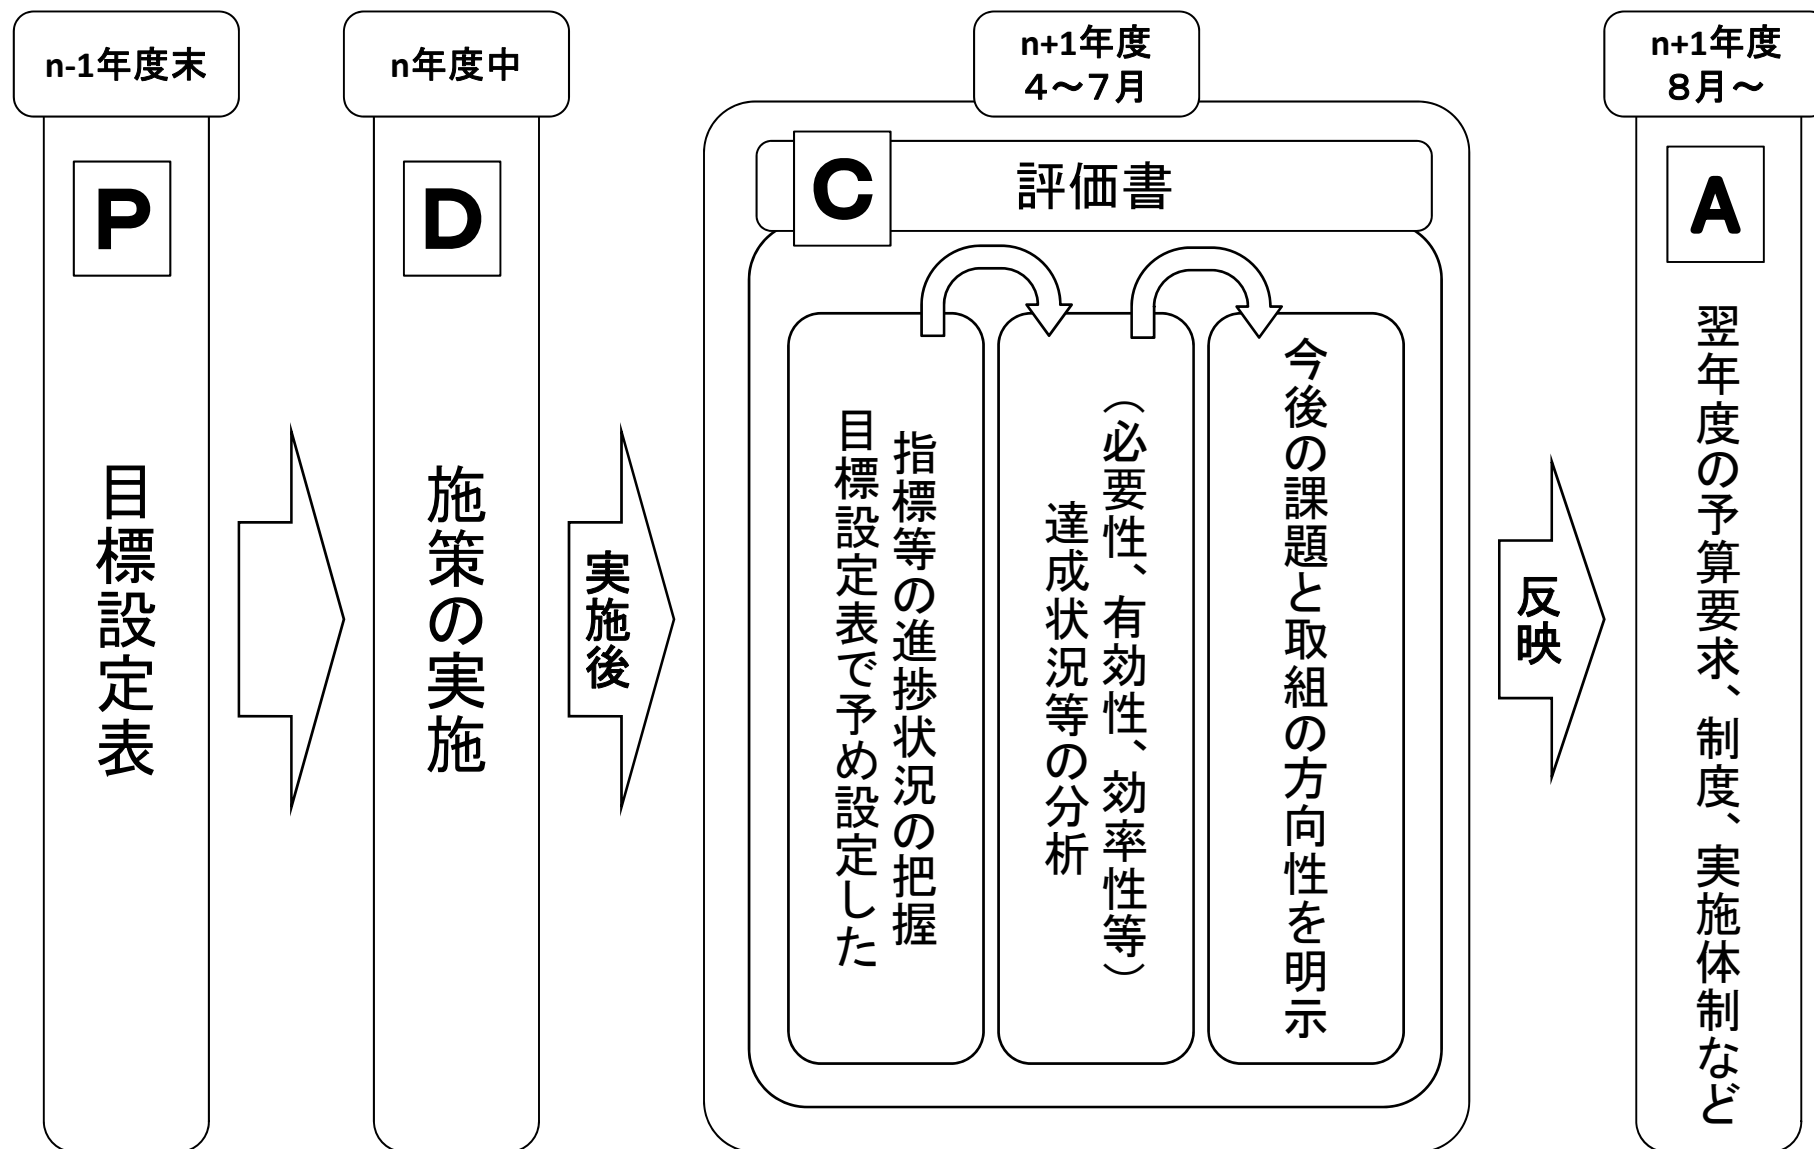 n-1年度末
P
目標設定表
n年度中
D
施策の実施
実施後
n+1年度
4～7月
C
評価書
目標設定表で予め設定した
指標等の進捗状況の把握
達成状況等の分析
（必要性、有効性、効率性等）
今後の課題と取組の方向性を明示
反映
n+1年度
8月～
A
翌年度の予算要求、制度、実施体制など